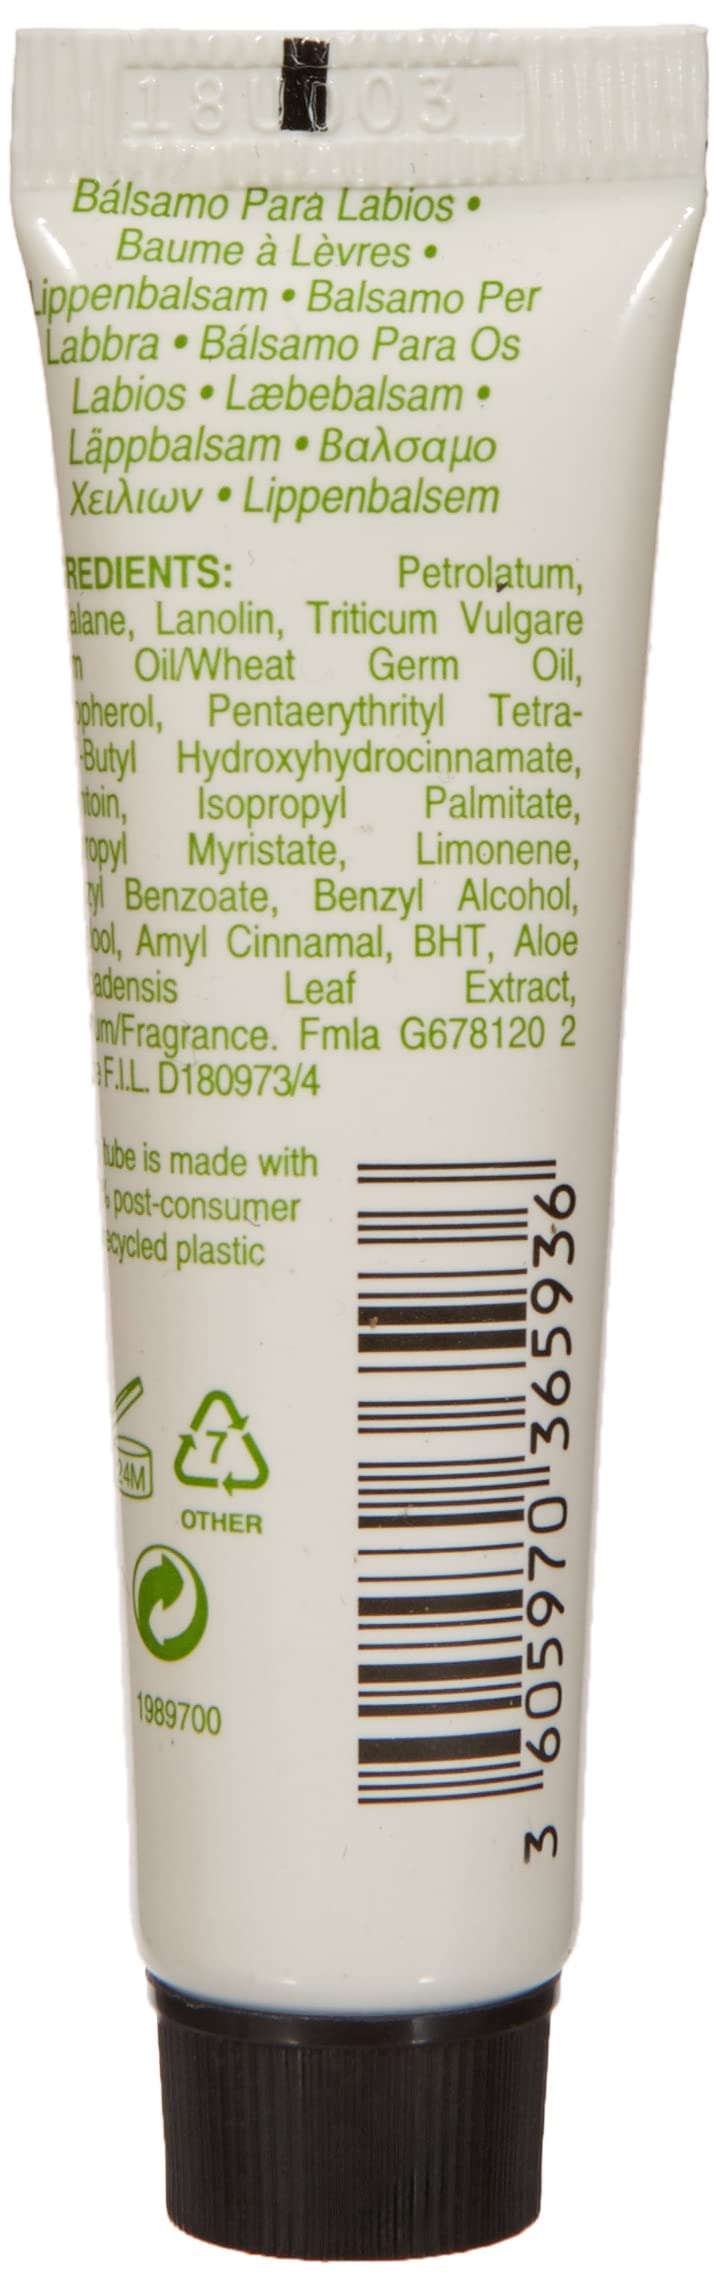 18U003
Bálsamo Para Labios •
Baume à Lèvres •
Lippenbalsam • Balsamo Per
Labbra • Bálsamo Para Os
Labios • Læbebalsam •
Läppbalsam • Βαλσαμο
Χειλιων • Lippenbalsem
REDIENTS: Petrolatum,
alane, Lanolin, Triticum Vulgare
m Oil/Wheat Germ Oil,
opherol, Pentaerythrityl Tetra-
-Butyl Hydroxyhydrocinnamate,
ntoin, Isopropyl Palmitate,
ropyl Myristate, Limonene,
zyl Benzoate, Benzyl Alcohol,
lool, Amyl Cinnamal, BHT, Aloe
adensis Leaf Extract,
um/Fragrance. Fmla G678120 2
e F.I.L. D180973/4
tube is made with
% post-consumer
ecycled plastic
24M
7
OTHER
1989700
3 605970 365936